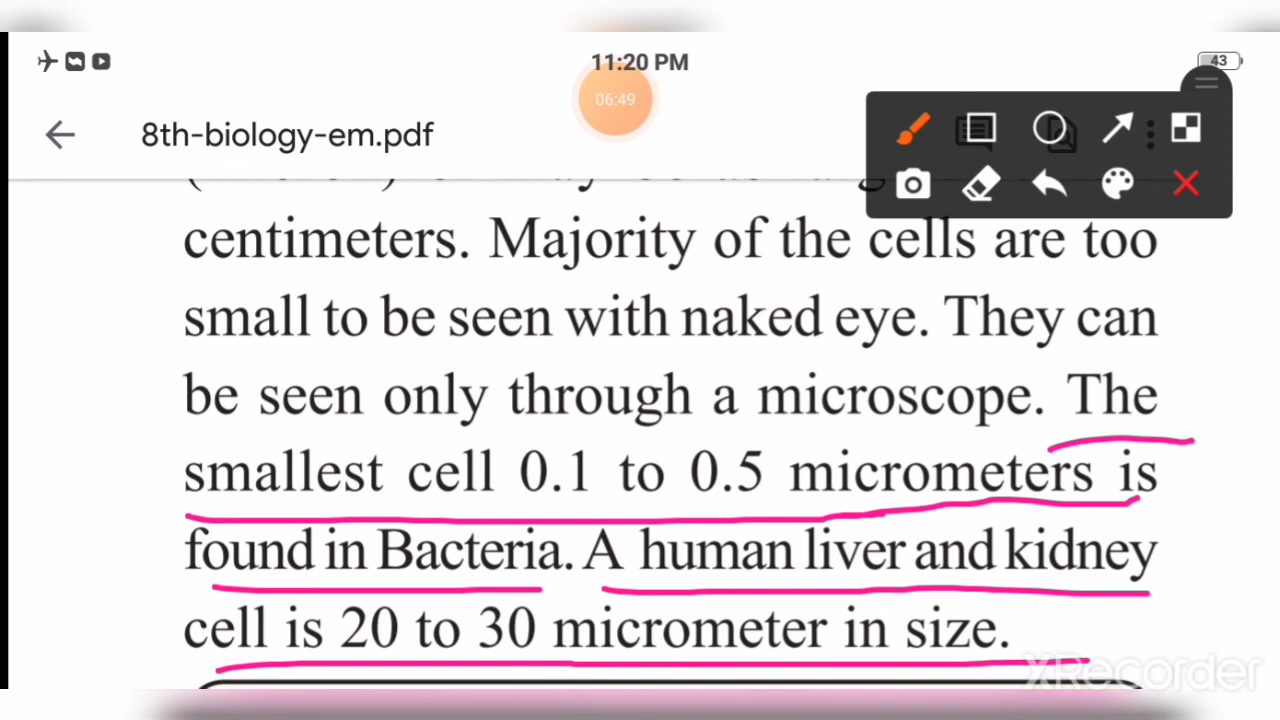 11:20 PM
43
06:49
8th-biology-em.pdf
centimeters. Majority of the cells are too
small to be seen with naked eye. They can
be seen only through a microscope. The
smallest cell 0.1 to 0.5 micrometers is
found in Bacteria. A human liver and kidney
cell is 20 to 30 micrometer in size.
XRecorder